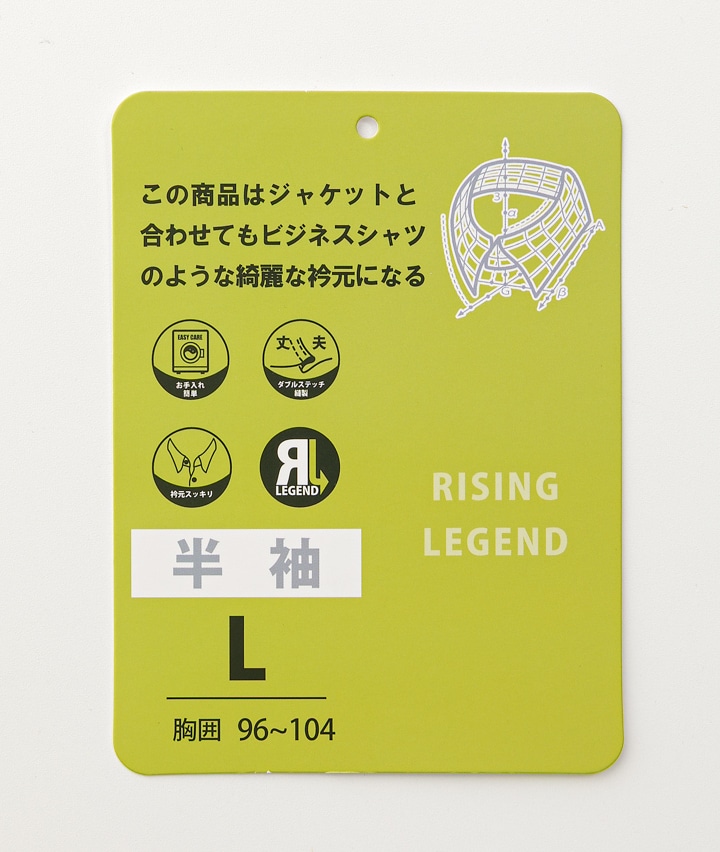 この商品はジャケットと
合わせてもビジネスシャツ
のような綺麗な衿元になる
3
α
A
G
B
EASY CARE
お手入れ
簡単
丈 夫
ダブルステッチ
縫製
衿元スッキリ
RL
LEGEND
RISING
LEGEND
半 袖
L
胸囲 96~104